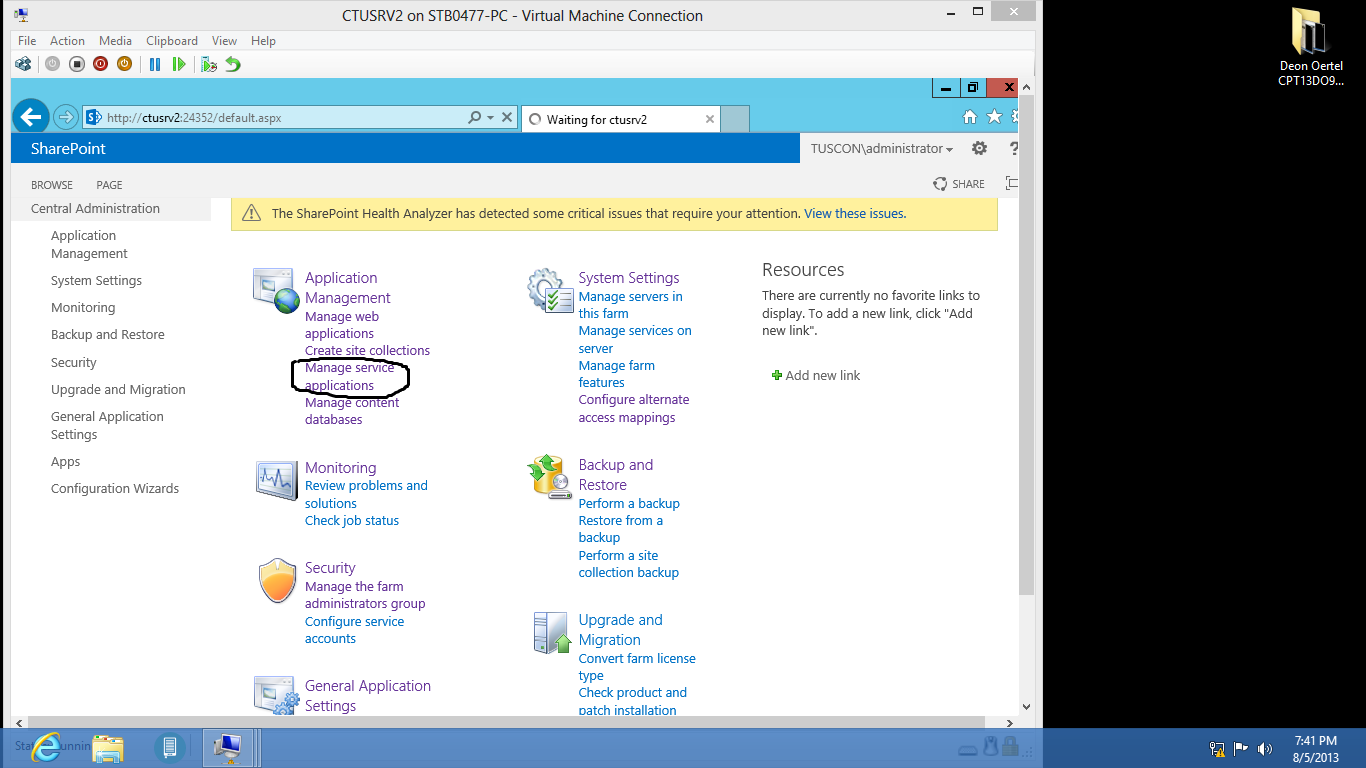 CTUSRV2 on STB0477-PC - Virtual Machine Connection
File Action Media Clipboard View Help
http://ctusrv2:24352/default.aspx
Waiting for ctusrv2
SharePoint
TUSCON\administrator
?
BROWSE PAGE
SHARE
Central Administration
Application
Management
System Settings
Monitoring
Backup and Restore
Security
Upgrade and Migration
General Application
Settings
Apps
Configuration Wizards
The SharePoint Health Analyzer has detected some critical issues that require your attention. View these issues.
Application
Management
Manage web
applications
Create site collections
Manage service
applications
Manage content
databases
Monitoring
Review problems and
solutions
Check job status
Security
Manage the farm
administrators group
Configure service
accounts
General Application
Settings
System Settings
Manage servers in
this farm
Manage services on
server
Manage farm
features
Configure alternate
access mappings
Backup and
Restore
Perform a backup
Restore from a
backup
Perform a site
collection backup
Upgrade and
Migration
Convert farm license
type
Check product and
patch installation
Resources
There are currently no favorite links to
display. To add a new link, click "Add
new link".
Add new link
Deon Oertel
CPT13DO9...
7:41 PM
8/5/2013